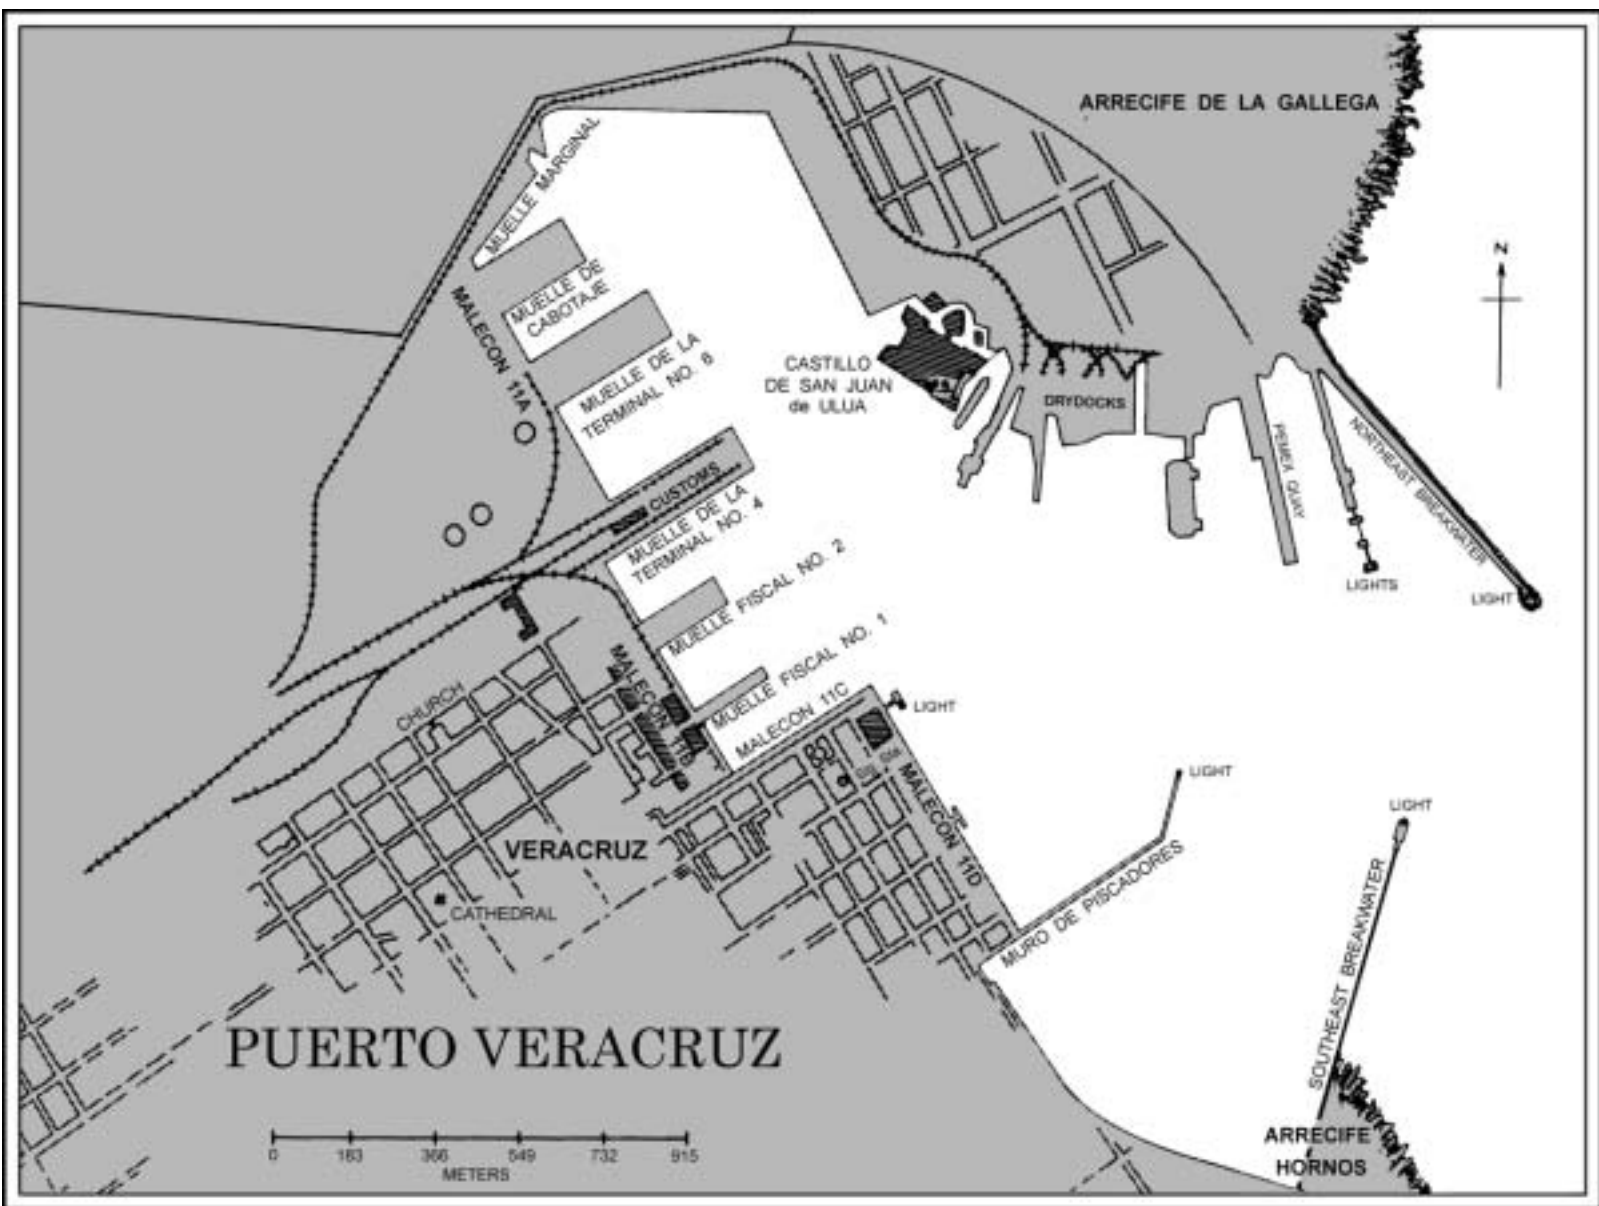 ARRECIFE DE LA GALLEGA
MUELLE MARGINAL
N
MUELLE DE
CABOTAJE
MALECON 11A
MUELLE DE LA
TERMINAL NO. 6
CASTILLO
DE SAN JUAN
de ULUA
DRYDOCKS
PEMEX QUAY
NORTHEAST BREAKWATER
CUSTOMS
MUELLE DE LA
TERMINAL NO. 4
LIGHTS
LIGHT
MUELLE FISCAL NO. 2
MUELLE FISCAL NO. 1
MALECON 11B
CHURCH
MALECON 11C
LIGHT
MALECON 11D
LIGHT
LIGHT
VERACRUZ
CATHEDRAL
MURO DE PISCADORES
SOUTHEAST BREAKWATER
PUERTO VERACRUZ
0 183 366 549 732 915
METERS
ARRECIFE
HORNOS